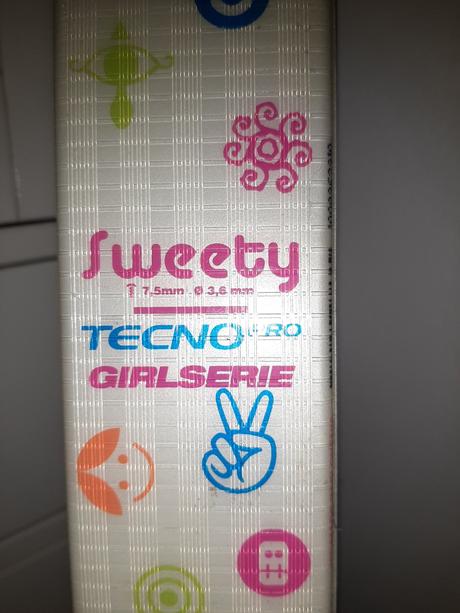 Sweety
7,5mm Ø 3,6 mm
TECNO PRO
GIRLSERIE